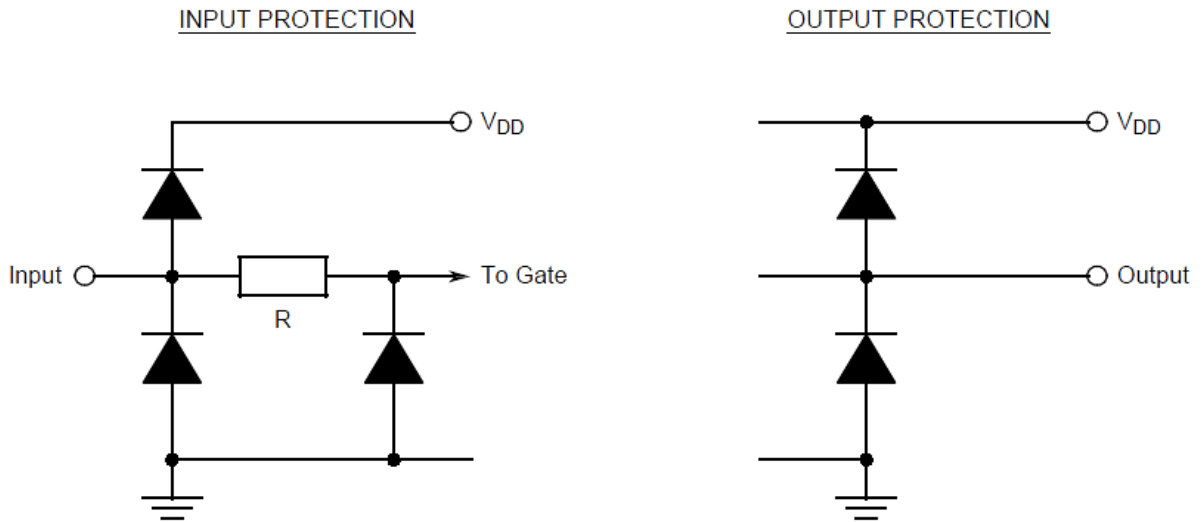 INPUT PROTECTION
OUTPUT PROTECTION
VDD
VDD
Input
R
To Gate
Output